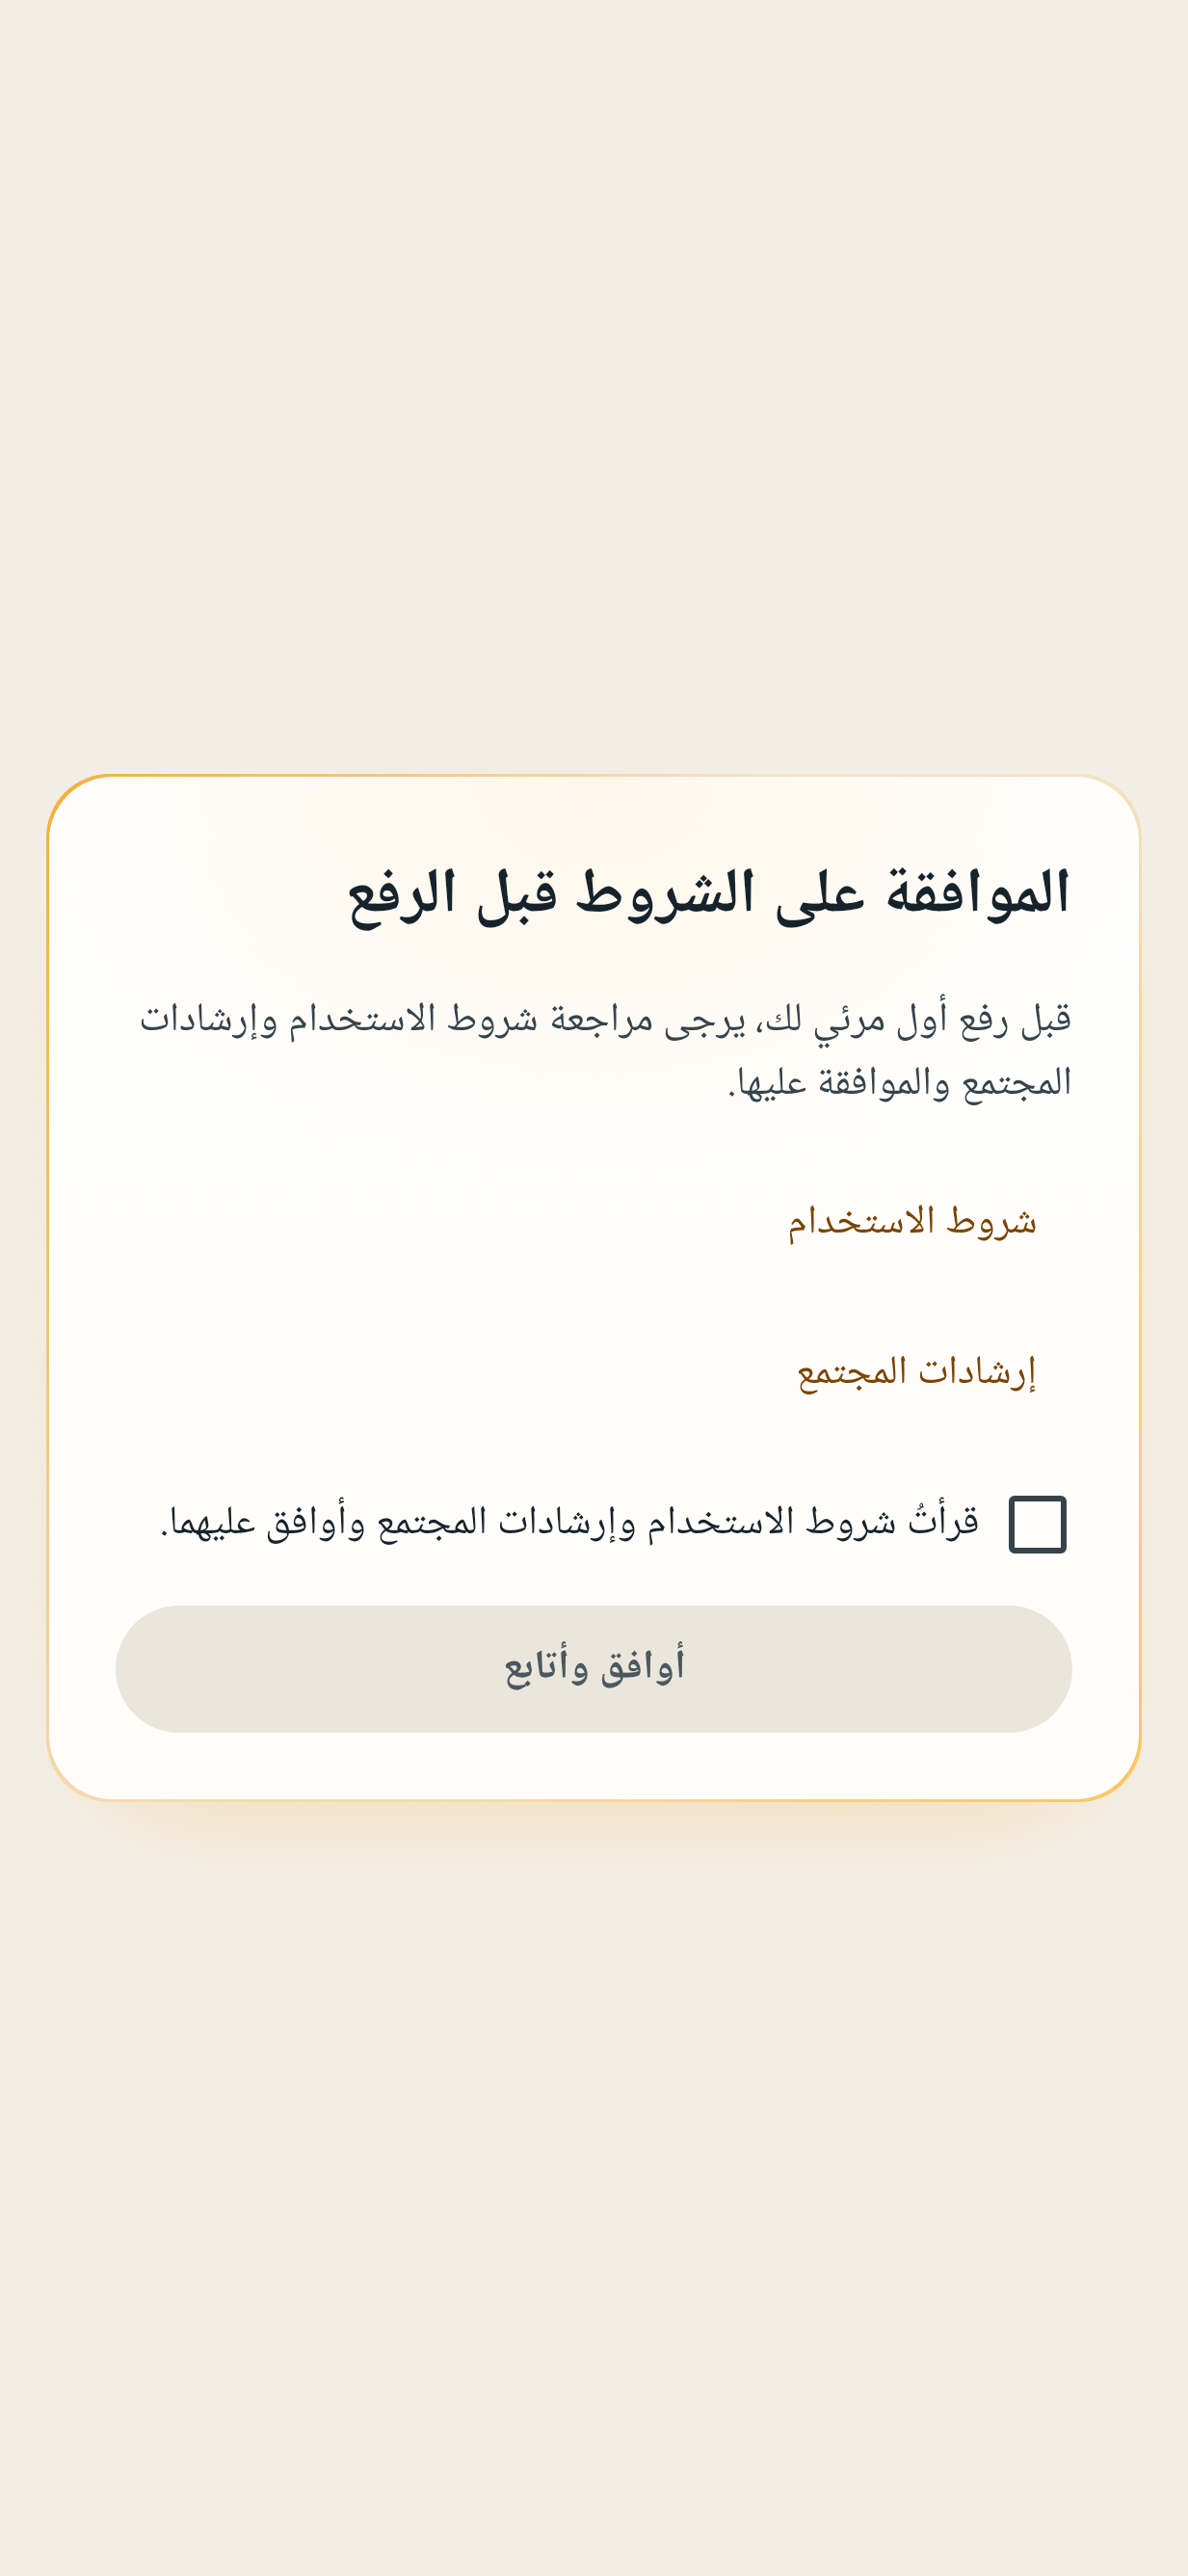 الموافقة على الشروط قبل الرفع
قبل رفع أول مرئي لك، يرجى مراجعة شروط الاستخدام وإرشادات
المجتمع والموافقة عليها.
شروط الاستخدام
إرشادات المجتمع
قرأتُ شروط الاستخدام وإرشادات المجتمع وأوافق عليهما.
أوافق وأتابع